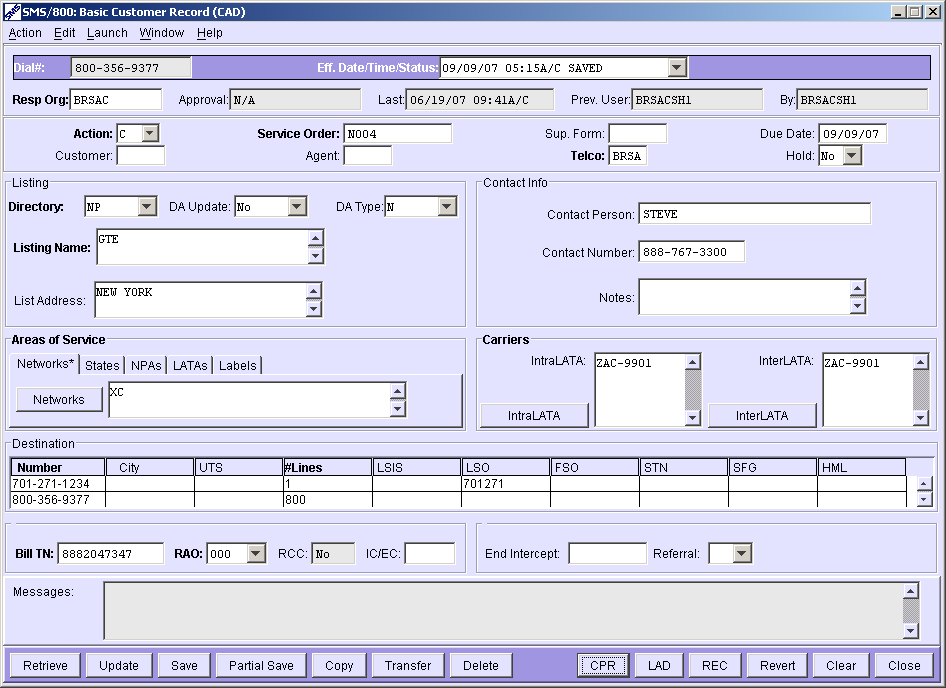 SMS SMS/800: Basic Customer Record (CAD)
Action Edit Launch Window Help
Dial#: 800-356-9377 Eff. Date/Time/Status: 09/09/07 05:15A/C SAVED
Resp Org: BRSAC Approval: N/A Last: 06/19/07 09:41A/C Prev. User: BRSACSH1 By: BRSACSH1
Action: C Service Order: N004 Sup. Form: Due Date: 09/09/07
Customer: Agent: Telco: BRSA Hold: No
Listing
Directory: NP DA Update: No DA Type: N
Listing Name: GTE
List Address: NEW YORK
Contact Info
Contact Person: STEVE
Contact Number: 888-767-3300
Notes:
Areas of Service
Networks* States NPAs LATAs Labels
Networks XC
Carriers
IntraLATA: ZAC-9901 InterLATA: ZAC-9901
IntraLATA InterLATA
Destination
Number City UTS #Lines LSIS LSO FSO STN SFG HML
701-271-1234 1 701271
800-356-9377 800
Bill TN: 8882047347 RAO: 000 RCC: No IC/EC: End Intercept: Referral:
Messages:
Retrieve Update Save Partial Save Copy Transfer Delete CPR LAD REC Revert Clear Close